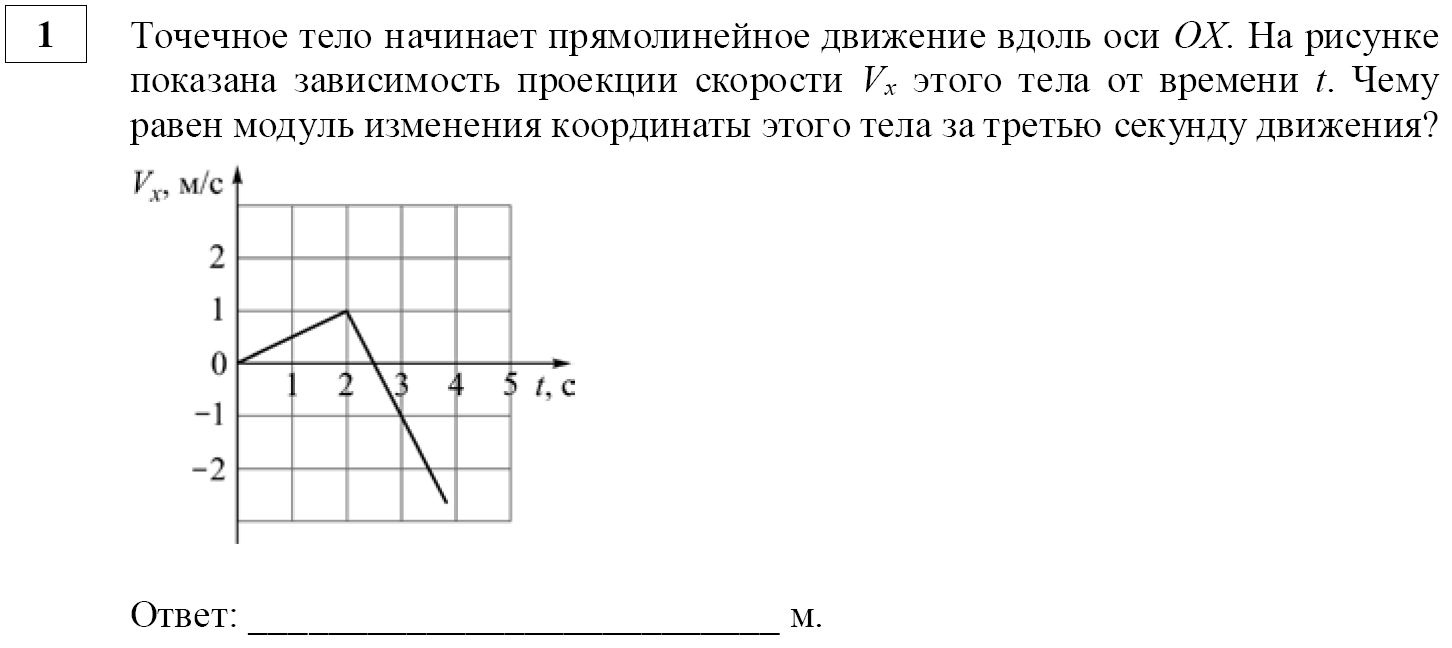 1
Точечное тело начинает прямолинейное движение вдоль оси OX. На рисунке
показана зависимость проекции скорости Vx этого тела от времени t. Чему
равен модуль изменения координаты этого тела за третью секунду движения?
Vx, м/с
2
1
0
1 2 3 4 5 t, с
−1
−2
Ответ: ____________________________ м.